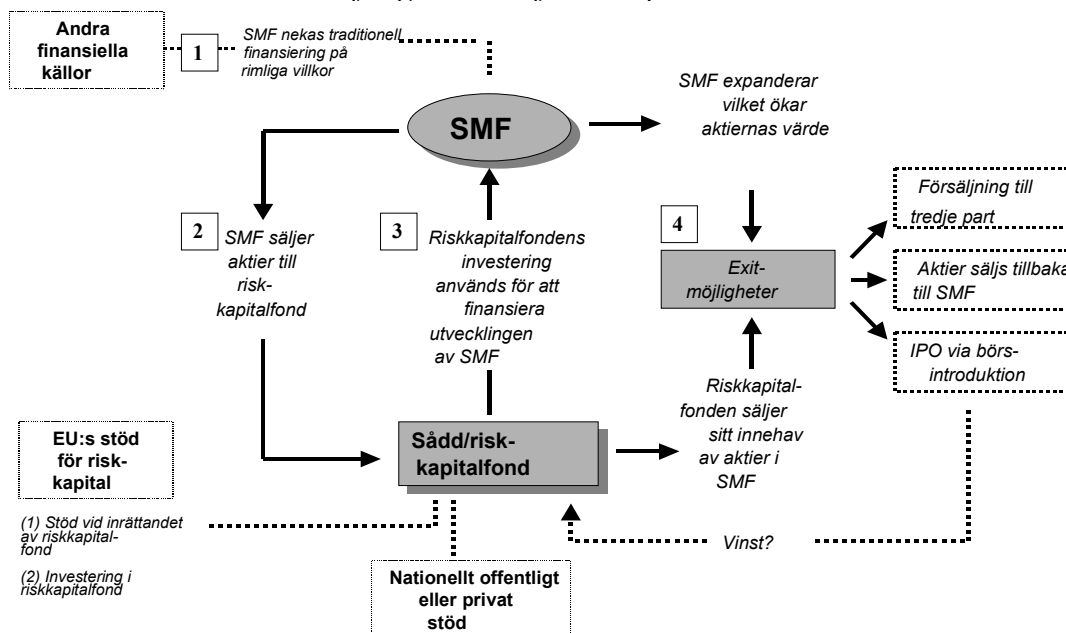 Andra
finansiella
källor
1
SMF nekas traditionell
finansiering på
rimliga villkor
SMF
SMF expanderar
vilket ökar
aktiernas värde
2
SMF säljer
aktier till
risk-
kapitalfond
3
Riskkapitalfondens
investering
används för att
finansiera
utvecklingen
av SMF
4
Exit-
möjligheter
Försäljning till
tredje part
Aktier säljs tillbaka
till SMF
IPO via börs-
introduktion
Riskkapital-
fonden säljer
sitt innehav
av aktier i
SMF
EU:s stöd
för risk-
kapital
Sådd/risk-
kapitalfond
(1) Stöd vid inrättandet
av riskkapital-
fond
(2) Investering i
riskkapitalfond
Vinst?
Nationellt offentligt
eller privat
stöd